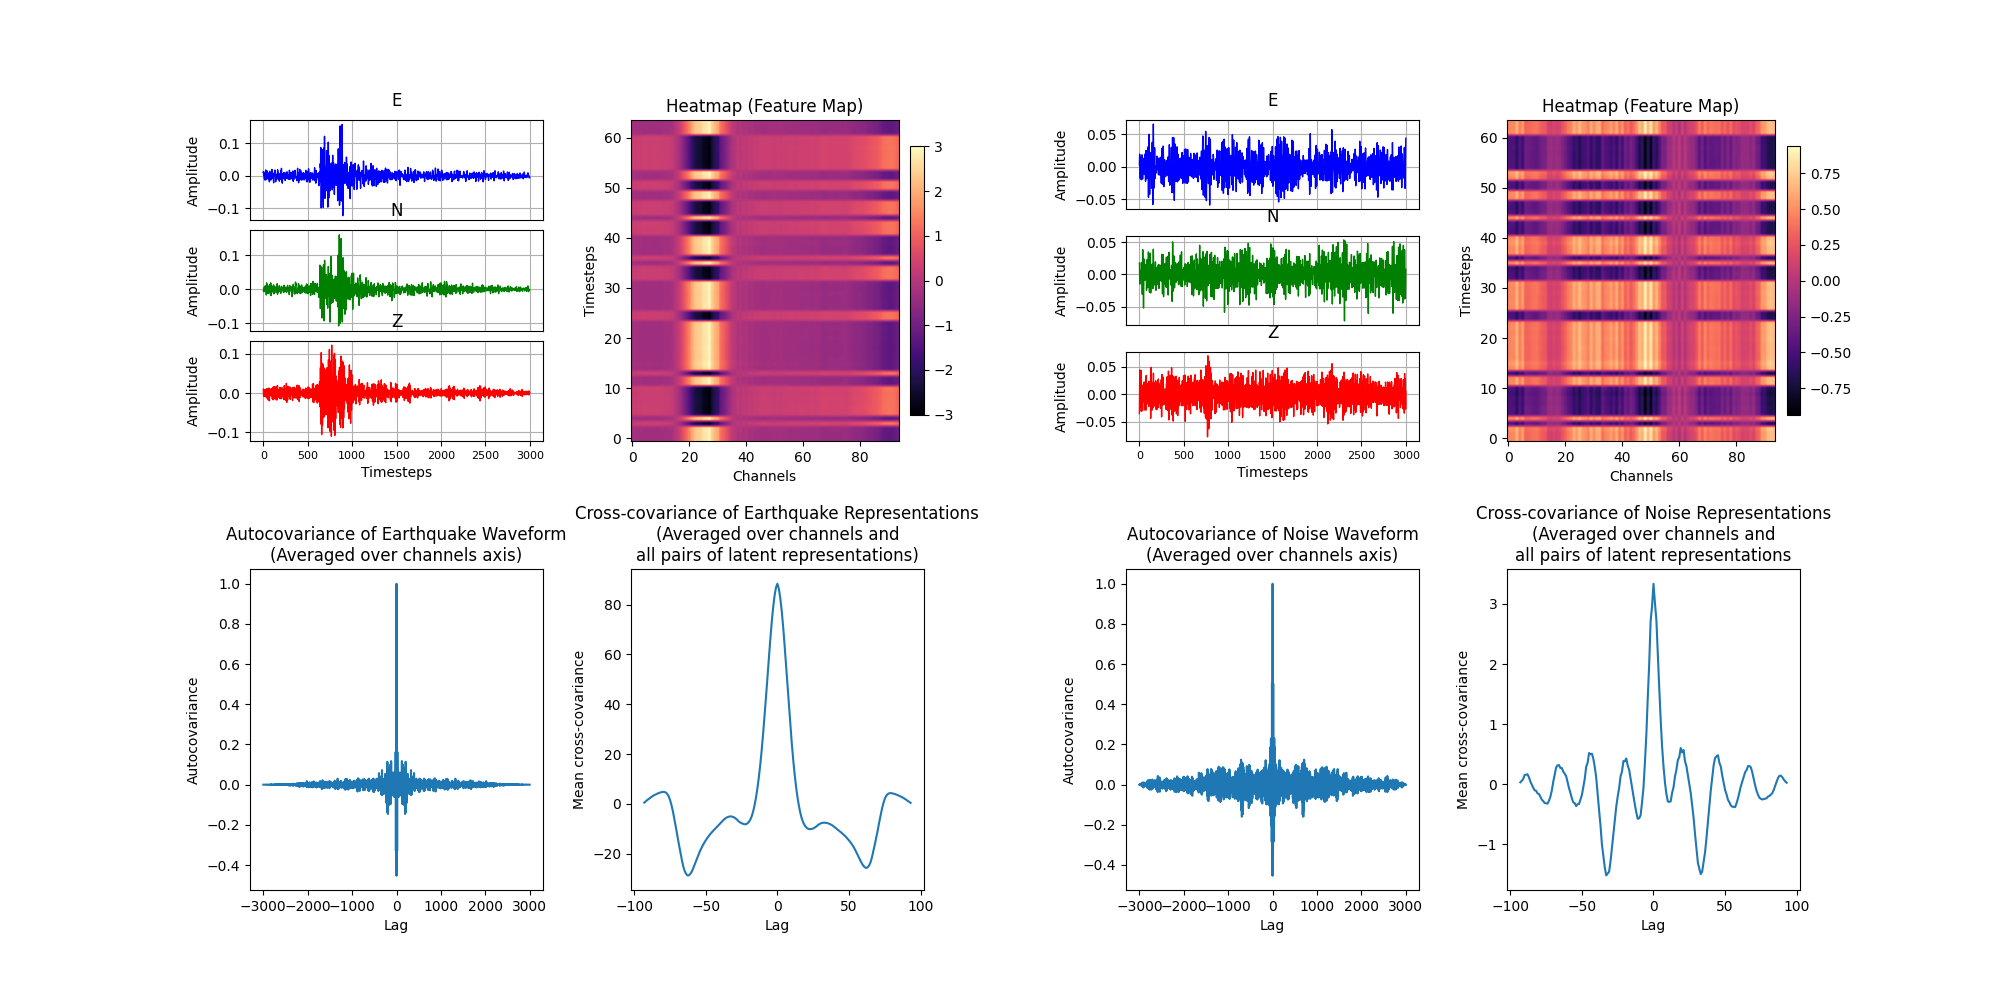 E
0.1
0.0
−0.1
Amplitude
N
0.1
0.0
−0.1
Amplitude
Z
0.1
0.0
−0.1
Amplitude
0 500 1000 1500 2000 2500 3000
Timesteps
Heatmap (Feature Map)
60
50
40
30
20
10
0
Timesteps
0 20 40 60 80
Channels
3
2
1
0
−1
−2
−3
E
0.05
0.00
−0.05
Amplitude
N
0.05
0.00
−0.05
Amplitude
Z
0.05
0.00
−0.05
Amplitude
0 500 1000 1500 2000 2500 3000
Timesteps
Heatmap (Feature Map)
60
50
40
30
20
10
0
Timesteps
0 20 40 60 80
Channels
0.75
0.50
0.25
0.00
−0.25
−0.50
−0.75
Autocovariance of Earthquake Waveform
(Averaged over channels axis)
1.0
0.8
0.6
0.4
0.2
0.0
−0.2
−0.4
Autocovariance
−3000 −2000 −1000 0 1000 2000 3000
Lag
Cross-covariance of Earthquake Representations
(Averaged over channels and
all pairs of latent representations)
80
60
40
20
0
−20
Mean cross-covariance
−100 −50 0 50 100
Lag
Autocovariance of Noise Waveform
(Averaged over channels axis)
1.0
0.8
0.6
0.4
0.2
0.0
−0.2
−0.4
Autocovariance
−3000 −2000 −1000 0 1000 2000 3000
Lag
Cross-covariance of Noise Representations
(Averaged over channels and
all pairs of latent representations
3
2
1
0
−1
Mean cross-covariance
−100 −50 0 50 100
Lag